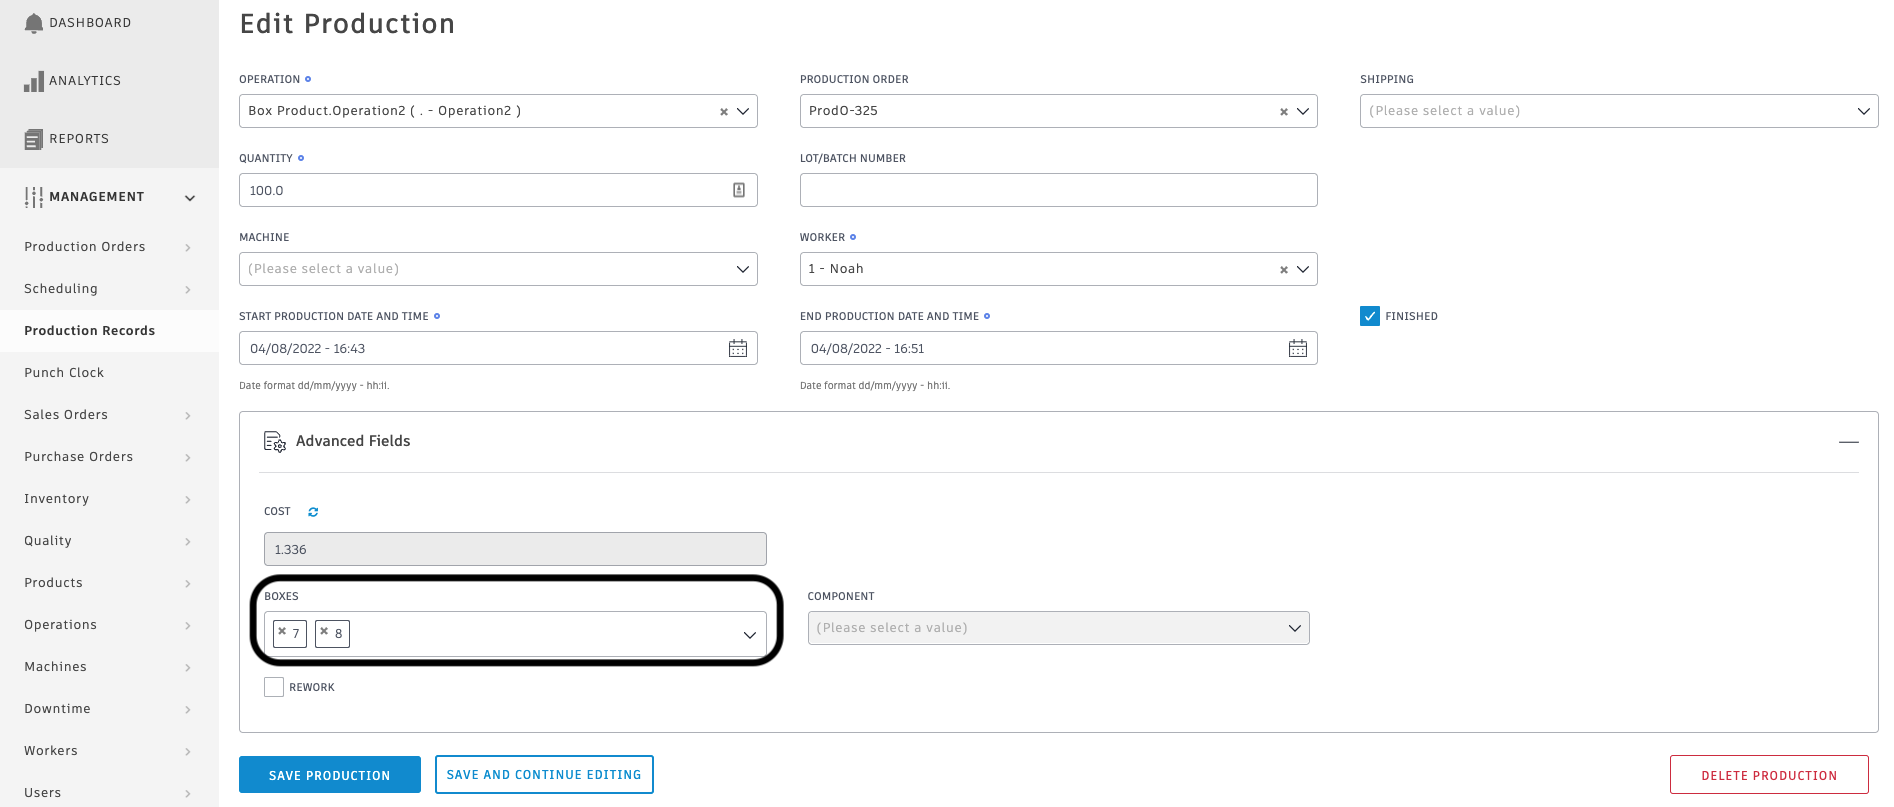 DASHBOARD
ANALYTICS
REPORTS
MANAGEMENT
Production Orders
Scheduling
Production Records
Punch Clock
Sales Orders
Purchase Orders
Inventory
Quality
Products
Operations
Machines
Downtime
Workers
Users
Edit Production
OPERATION
Box Product.Operation2 ( . - Operation2 )
PRODUCTION ORDER
ProdO-325
SHIPPING
(Please select a value)
QUANTITY
100.0
LOT/BATCH NUMBER
MACHINE
(Please select a value)
WORKER
1 - Noah
START PRODUCTION DATE AND TIME
04/08/2022 - 16:43
Date format dd/mm/yyyy - hh:ii.
END PRODUCTION DATE AND TIME
04/08/2022 - 16:51
Date format dd/mm/yyyy - hh:ii.
FINISHED
Advanced Fields
COST
1.336
BOXES
× 7 × 8
COMPONENT
(Please select a value)
REWORK
SAVE PRODUCTION
SAVE AND CONTINUE EDITING
DELETE PRODUCTION